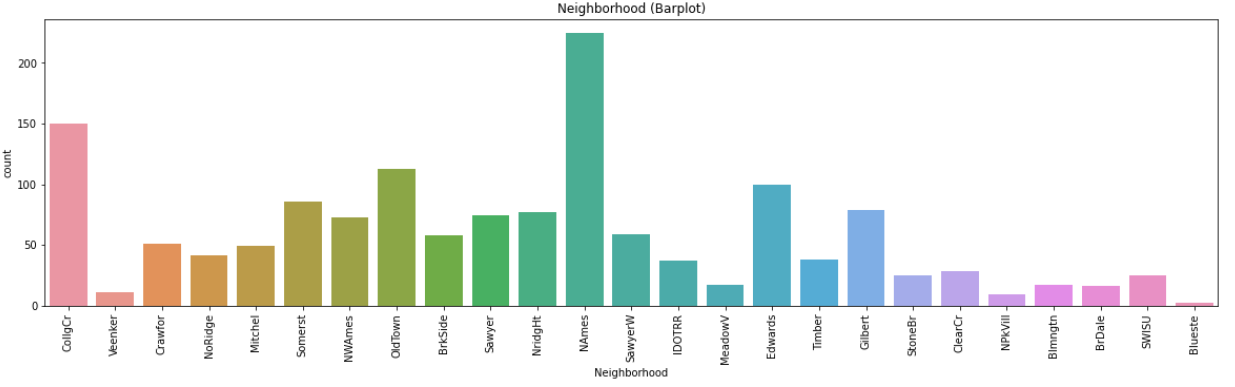 Neighborhood (Barplot)
count
200
150
100
50
0
CollgCr
Veenker
Crawfor
NoRidge
Mitchel
Somerst
NWAmes
OldTown
BrkSide
Sawyer
NridgHt
NAmes
SawyerW
IDOTRR
MeadowV
Edwards
Timber
Gilbert
StoneBr
ClearCr
NPkVill
Blmngtn
BrDale
SWISU
Blueste
Neighborhood